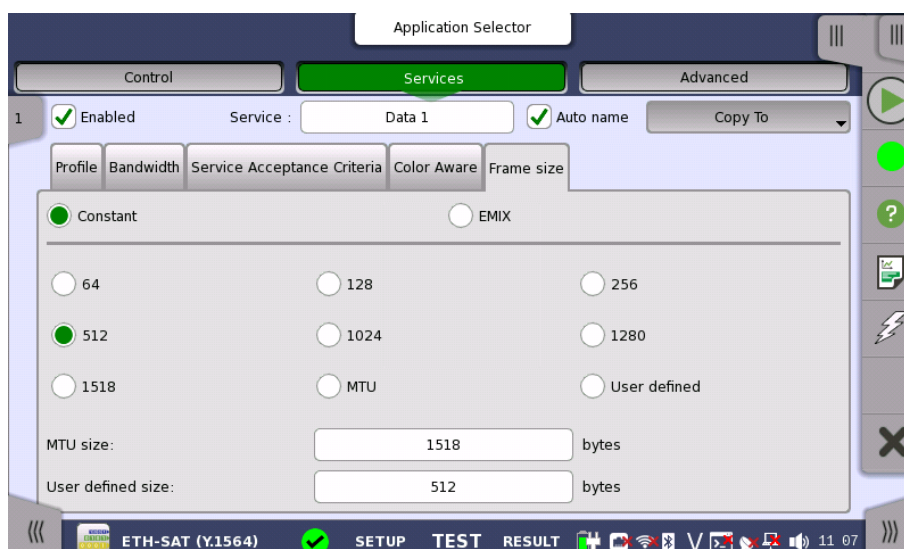 Application Selector
Control Services Advanced
1 Enabled Service : Data 1 Auto name Copy To
Profile Bandwidth Service Acceptance Criteria Color Aware Frame size
Constant EMIX
64 128 256
512 1024 1280
1518 MTU User defined
MTU size: 1518 bytes
User defined size: 512 bytes
ETH-SAT (Y.1564) SETUP TEST RESULT V 11 07